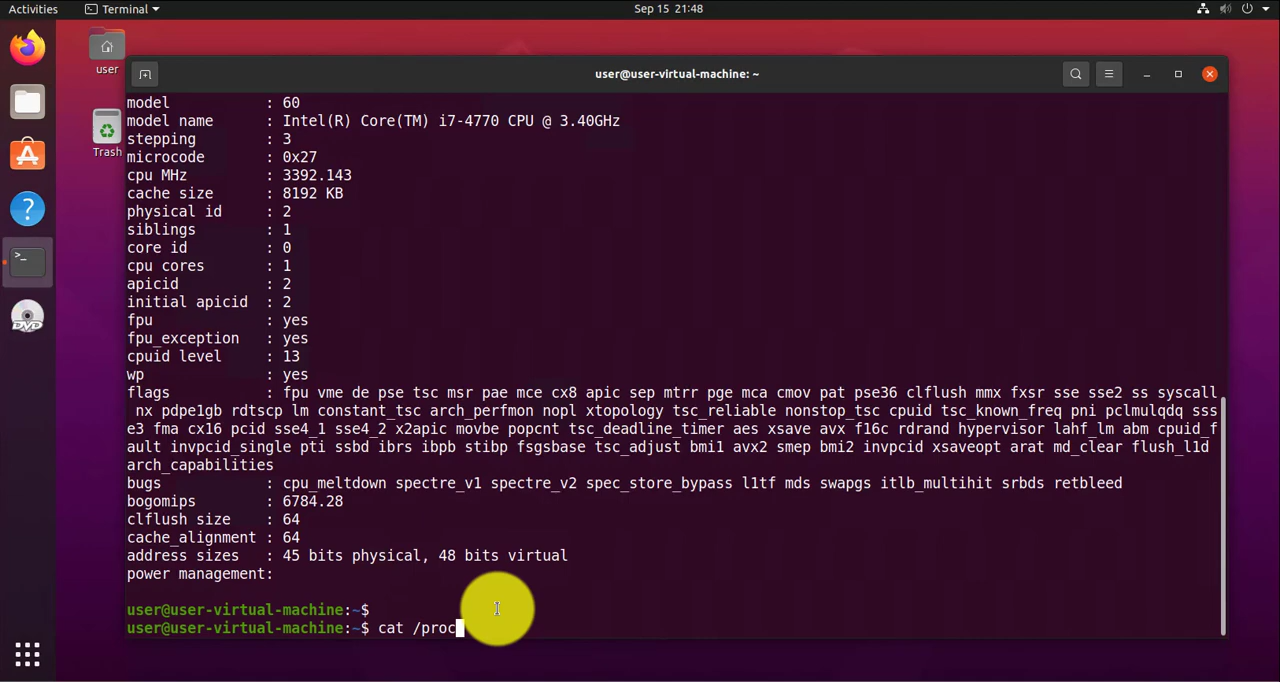 Activities
Terminal
Sep 15 21:48
user
Trash
user@user-virtual-machine: ~
model : 60
model name : Intel(R) Core(TM) i7-4770 CPU @ 3.40GHz
stepping : 3
microcode : 0x27
cpu MHz : 3392.143
cache size : 8192 KB
physical id : 2
siblings : 1
core id : 0
cpu cores : 1
apicid : 2
initial apicid : 2
fpu : yes
fpu_exception : yes
cpuid level : 13
wp : yes
flags : fpu vme de pse tsc msr pae mce cx8 apic sep mtrr pge mca cmov pat pse36 clflush mmx fxsr sse sse2 ss syscall
nx pdpe1gb rdtscp lm constant_tsc arch_perfmon nopl xtopology tsc_reliable nonstop_tsc cpuid tsc_known_freq pni pclmulqdq sss
e3 fma cx16 pcid sse4_1 sse4_2 x2apic movbe popcnt tsc_deadline_timer aes xsave avx f16c rdrand hypervisor lahf_lm abm cpuid_f
ault invpcid_single pti ssbd ibrs ibpb stibp fsgsbase tsc_adjust bmi1 avx2 smep bmi2 invpcid xsaveopt arat md_clear flush_l1d
arch_capabilities
bugs : cpu_meltdown spectre_v1 spectre_v2 spec_store_bypass l1tf mds swapgs itlb_multihit srbds retbleed
bogomips : 6784.28
clflush size : 64
cache_alignment : 64
address sizes : 45 bits physical, 48 bits virtual
power management:
user@user-virtual-machine:~$
user@user-virtual-machine:~$ cat /proc
DVD